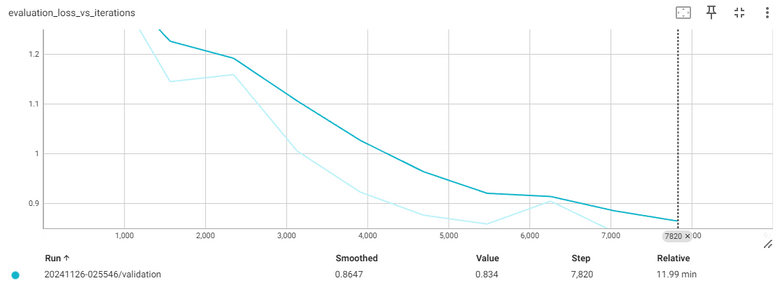 evaluation_loss_vs_iterations
1.2
1.1
1
0.9
1,000 2,000 3,000 4,000 5,000 6,000 7,000 7820 ✕ 00
Run ↑ Smoothed Value Step Relative
20241126-025546/validation 0.8647 0.834 7,820 11.99 min